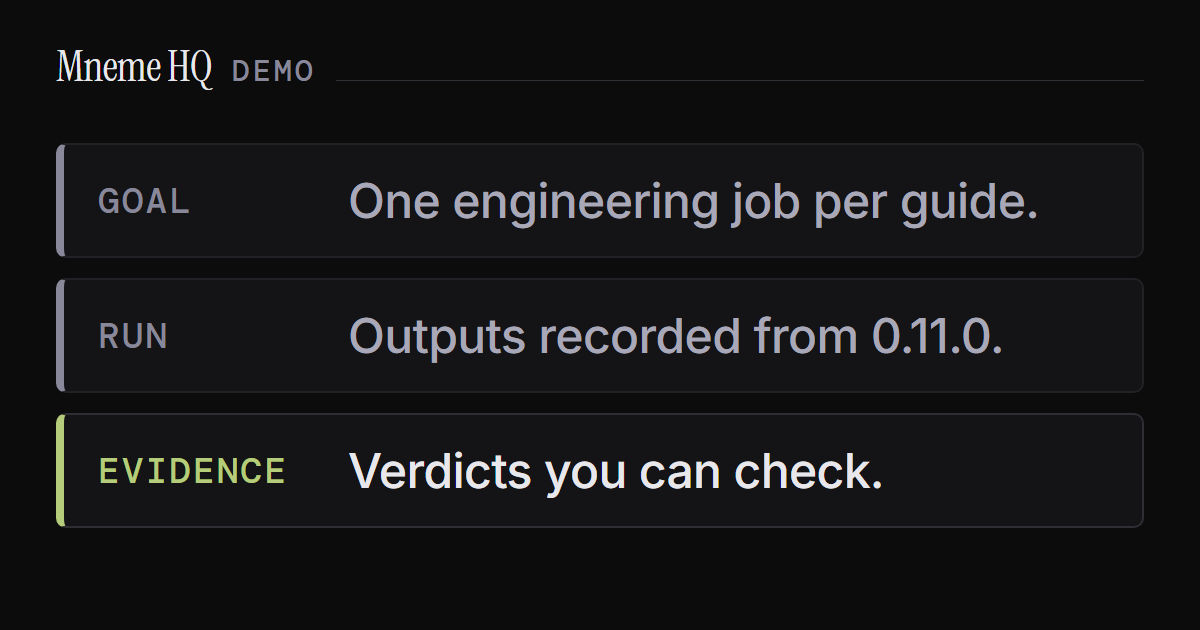 Mneme HQ DEMO
GOAL One engineering job per guide.
RUN Outputs recorded from 0.11.0.
EVIDENCE Verdicts you can check.